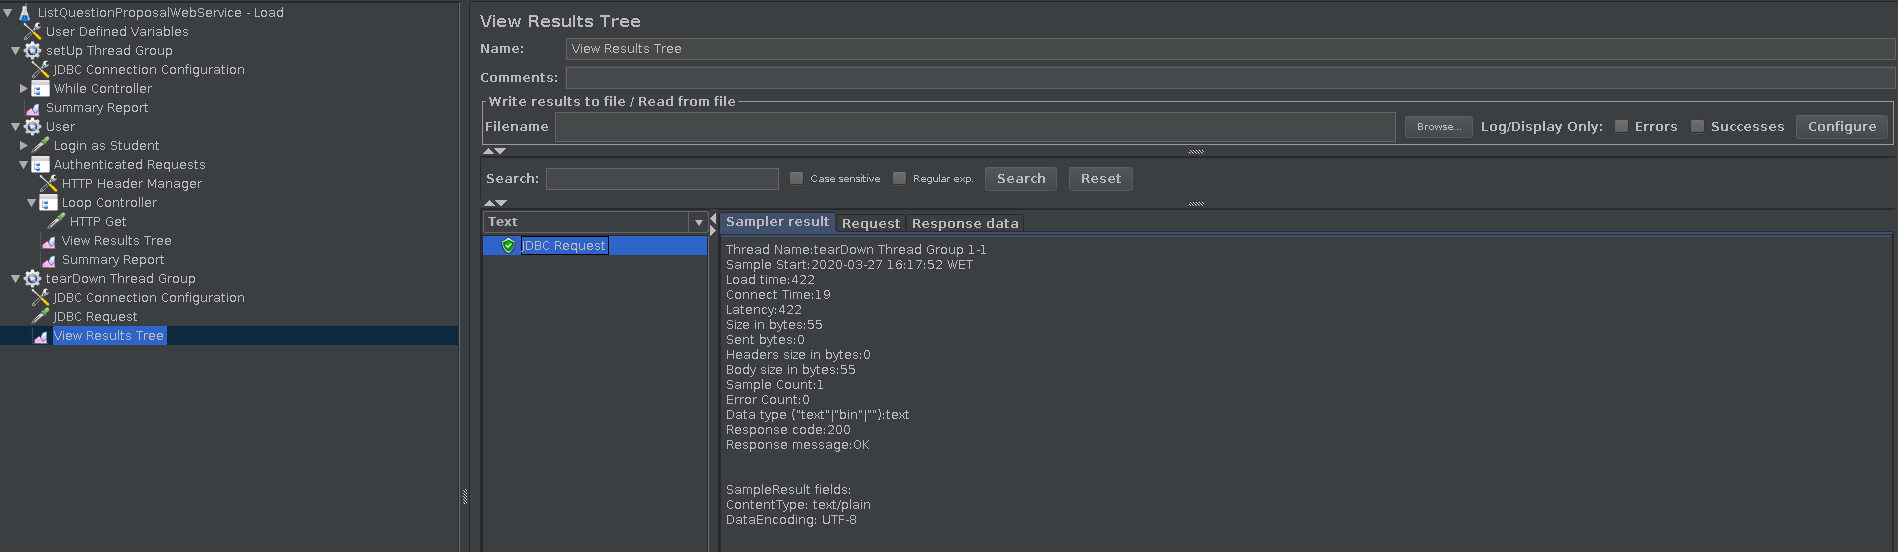 ListQuestionProposalWebService - Load
User Defined Variables
setUp Thread Group
JDBC Connection Configuration
While Controller
Summary Report
User
Login as Student
Authenticated Requests
HTTP Header Manager
Loop Controller
HTTP Get
View Results Tree
Summary Report
tearDown Thread Group
JDBC Connection Configuration
JDBC Request
View Results Tree
View Results Tree
Name: View Results Tree
Comments:
Write results to file / Read from file
Filename Browse... Log/Display Only: Errors Successes Configure
Search: Case sensitive Regular exp. Search Reset
Text
JDBC Request
Sampler result Request Response data
Thread Name:tearDown Thread Group 1-1
Sample Start:2020-03-27 16:17:52 WET
Load time:422
Connect Time:19
Latency:422
Size in bytes:55
Sent bytes:0
Headers size in bytes:0
Body size in bytes:55
Sample Count:1
Error Count:0
Data type ("text"|"bin"|""):text
Response code:200
Response message:OK
SampleResult fields:
ContentType: text/plain
DataEncoding: UTF-8